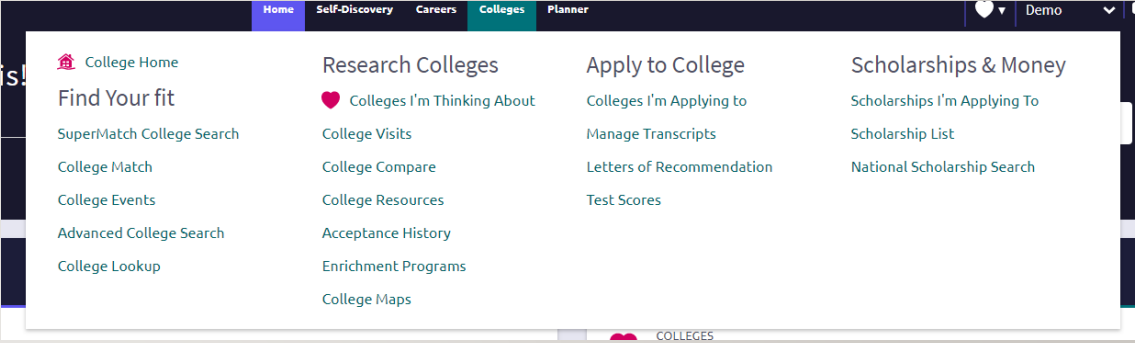 Home Self-Discovery Careers Colleges Planner Demo
is!
College Home
Find Your fit
SuperMatch College Search
College Match
College Events
Advanced College Search
College Lookup
Research Colleges
Colleges I'm Thinking About
College Visits
College Compare
College Resources
Acceptance History
Enrichment Programs
College Maps
Apply to College
Colleges I'm Applying to
Manage Transcripts
Letters of Recommendation
Test Scores
Scholarships & Money
Scholarships I'm Applying To
Scholarship List
National Scholarship Search
COLLEGES